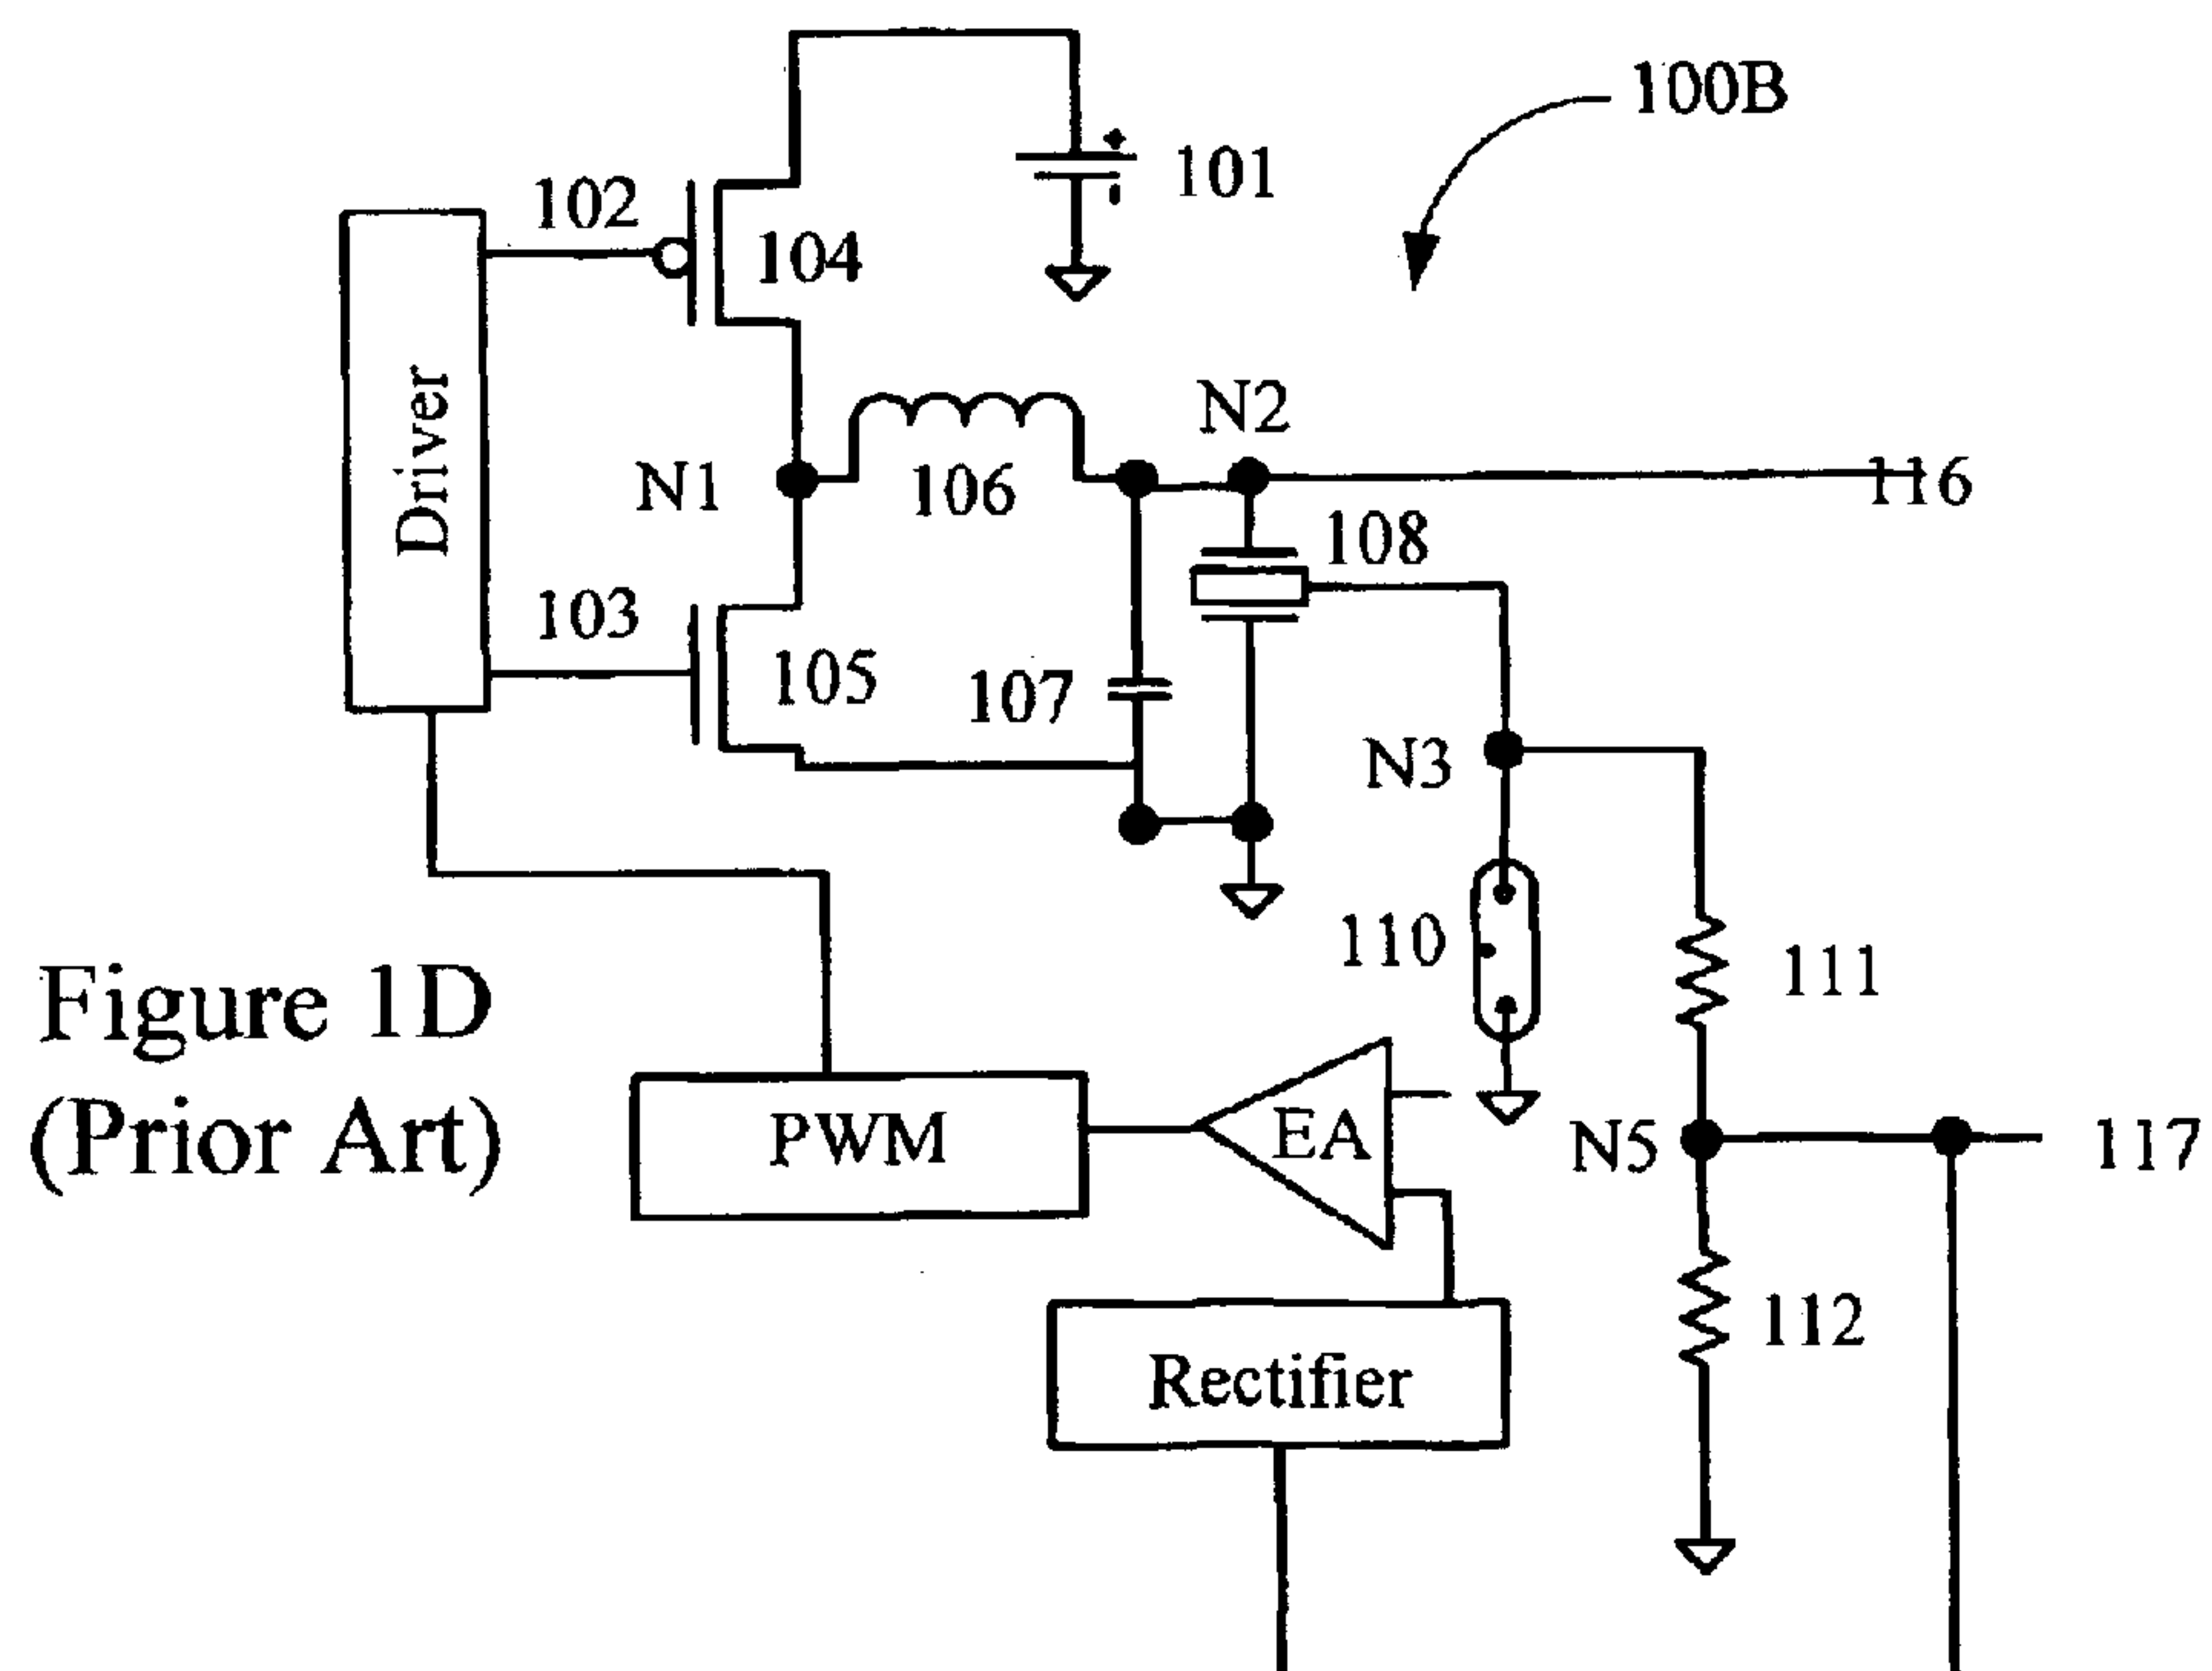 100B
101
102
104
Driver
N2
N1
106
116
108
103
105
107
N3
110
111
Figure 1D
(Prior Art)
PWM
EA
N5
117
112
Rectifier